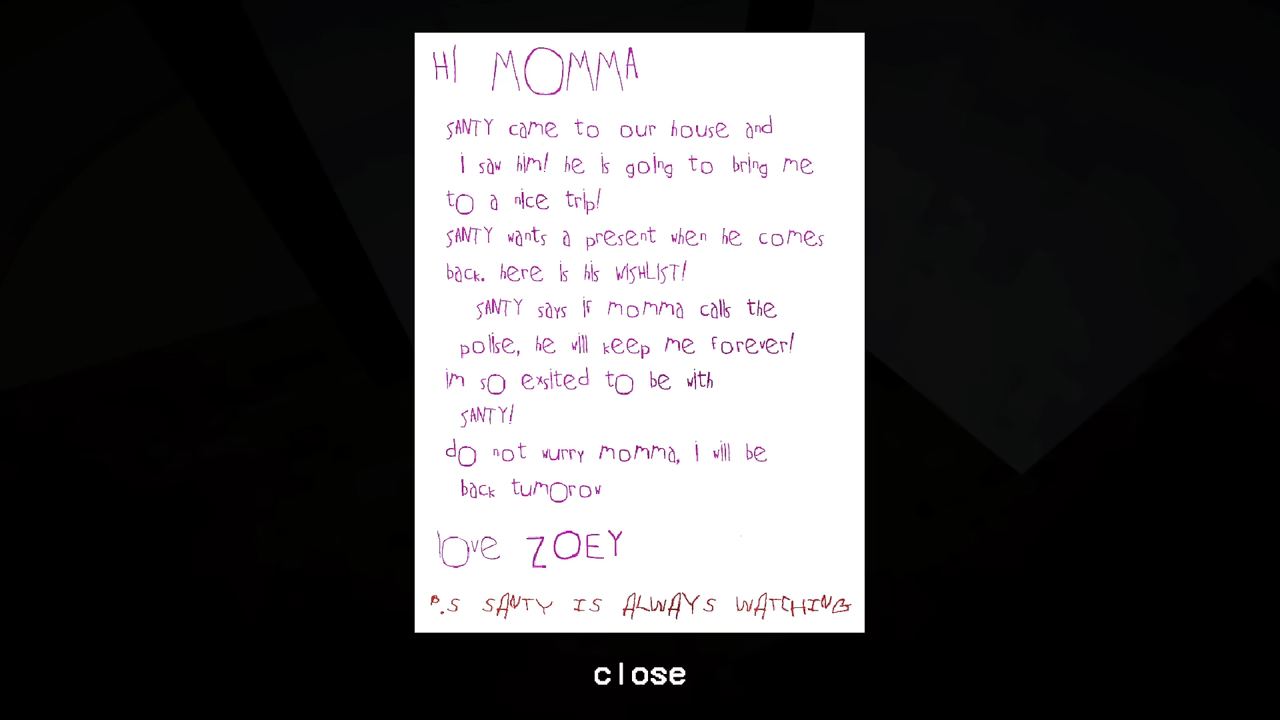 HI MOMMA
SANTY came to our house and
i saw him! he is going to bring me
to a nice trip!
SANTY wants a present when he comes
back. here is his WISHLIST!
SANTY says if momma calls the
polise, he will keep me forever!
im so exsited to be with
SANTY!
do not wurry momma, i will be
back tumorow
love ZOEY
P.S SANTY IS ALWAYS WATCHING
close